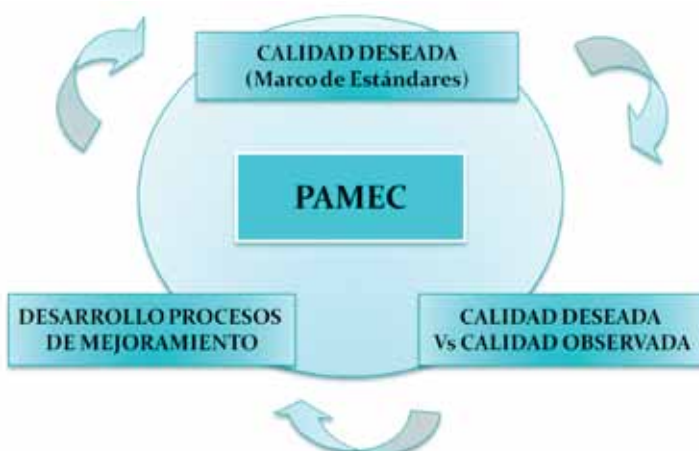 CALIDAD DESEADA
(Marco de Estándares)
PAMEC
DESARROLLO PROCESOS
DE MEJORAMIENTO
CALIDAD DESEADA
Vs CALIDAD OBSERVADA